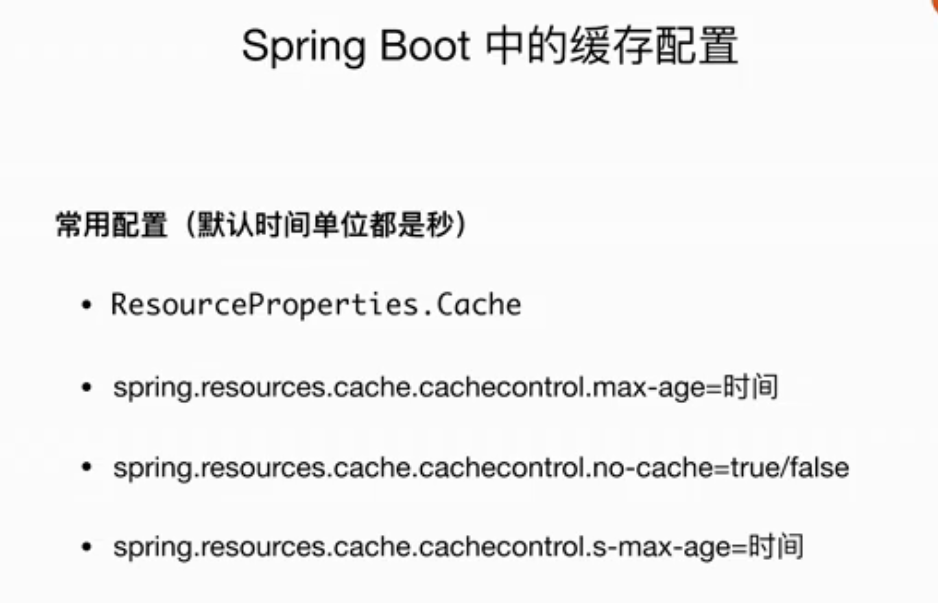 Spring Boot 中的缓存配置
常用配置（默认时间单位都是秒）
• ResourceProperties.Cache
• spring.resources.cache.cachecontrol.max-age=时间
• spring.resources.cache.cachecontrol.no-cache=true/false
• spring.resources.cache.cachecontrol.s-max-age=时间